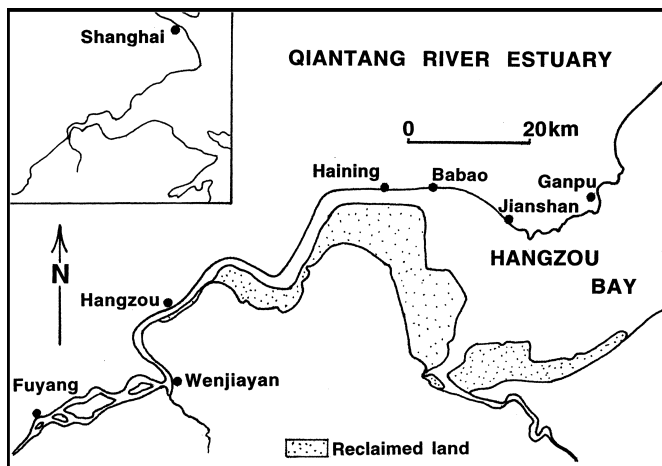 Shanghai
QIANTANG RIVER ESTUARY
0 20km
Haining
Babao
Ganpu
Jianshan
HANGZOU
BAY
N
Hangzou
Fuyang
Wenjiayan
Reclaimed land